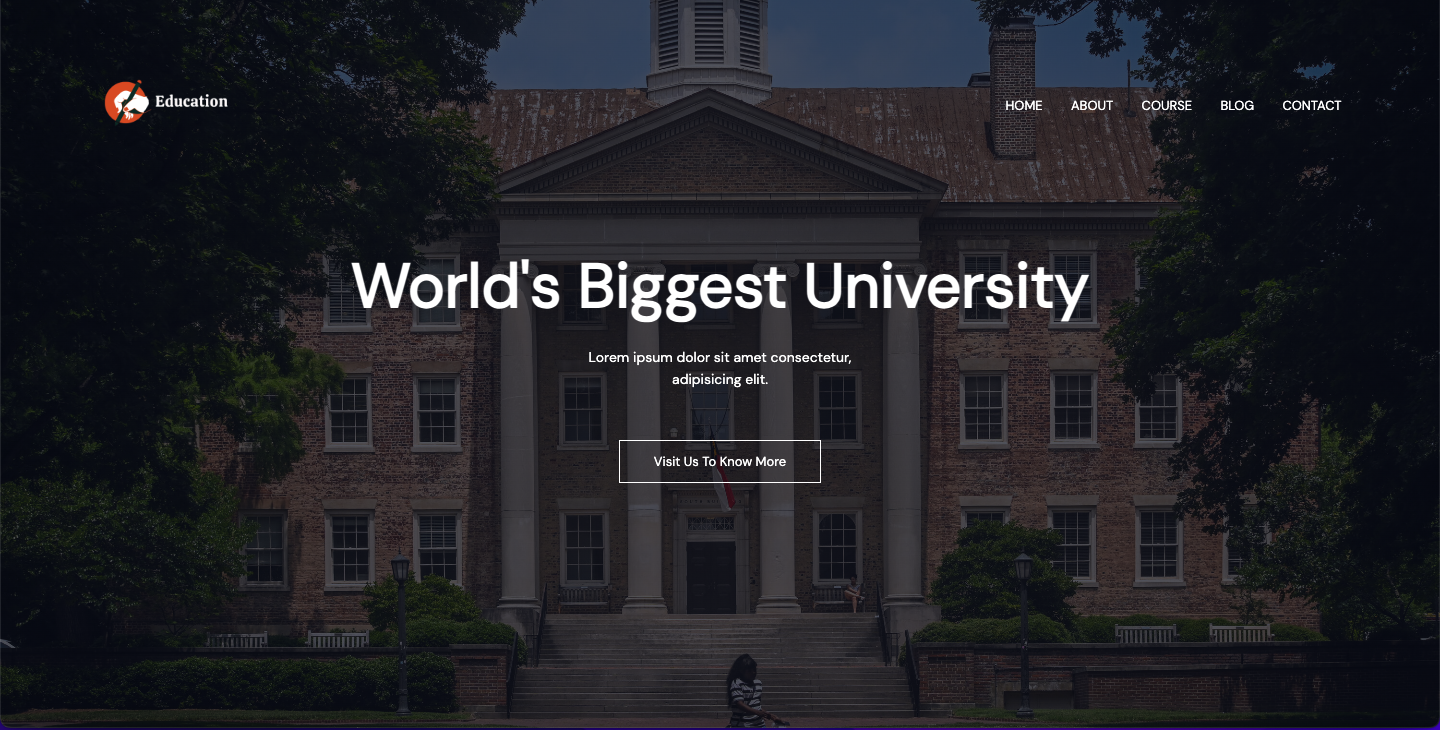 Education
HOME ABOUT COURSE BLOG CONTACT
World's Biggest University
Lorem ipsum dolor sit amet consectetur,
adipisicing elit.
Visit Us To Know More